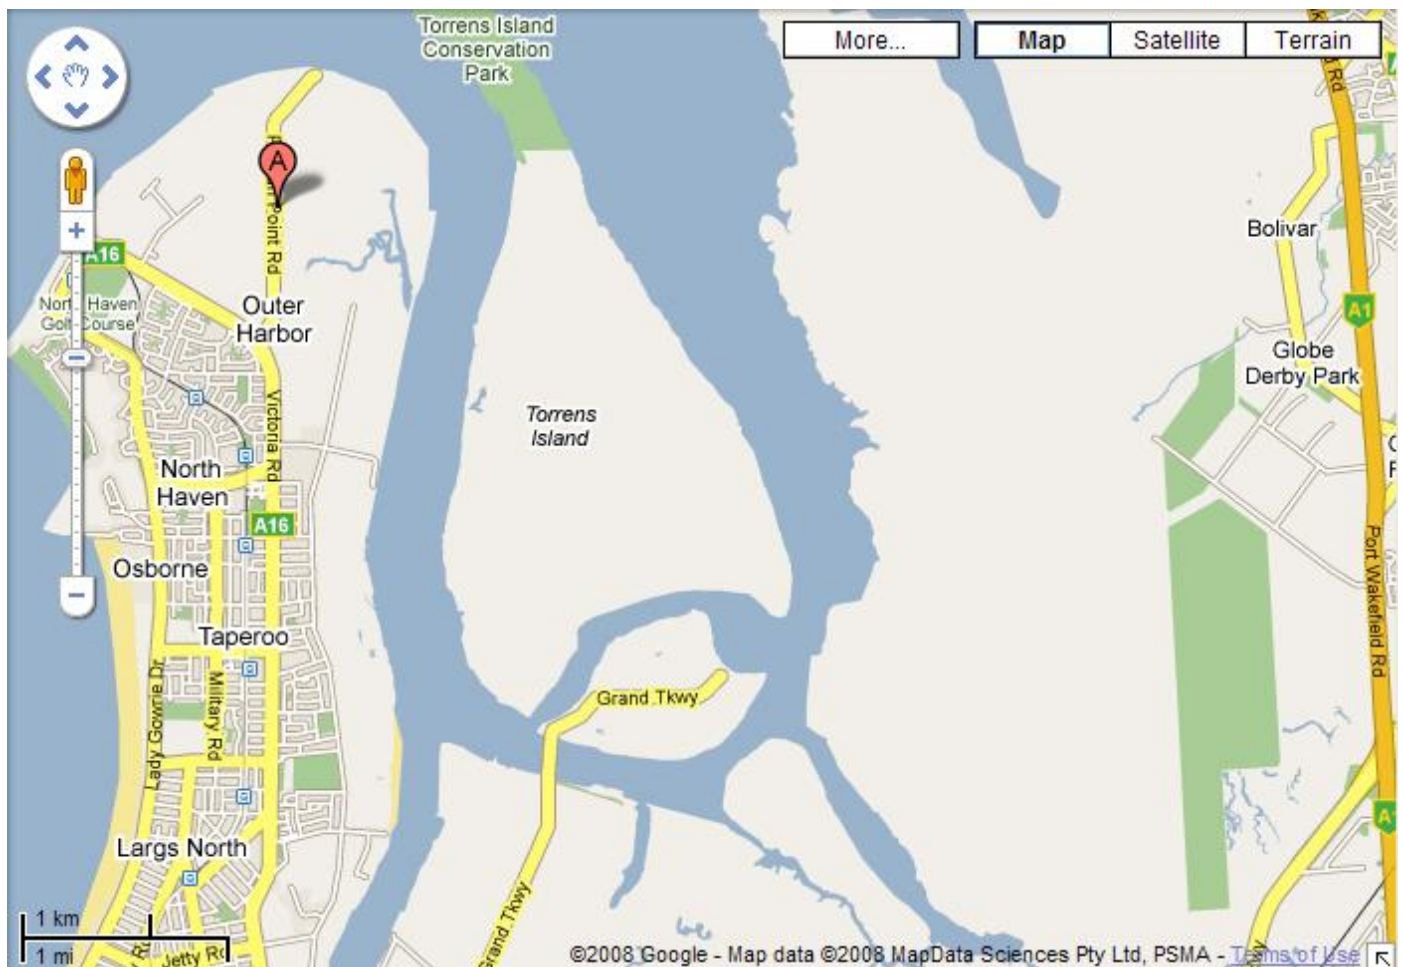 Torrens Island
Conservation
Park
More...
Map
Satellite
Terrain
A
Point Rd
Bolivar
A16
A1
North Haven
Golf Course
Outer
Harbor
Globe
Derby Park
Torrens
Island
Victoria Rd
North
Haven
A16
Osborne
Port Wakefield Rd
Taperoo
Lady Gowrie Dr
Military Rd
Grand Tkwy
Largs North
Grand Tkwy
1 km
1 mi
Jetty Rd
©2008 Google - Map data ©2008 MapData Sciences Pty Ltd, PSMA - Terms of Use